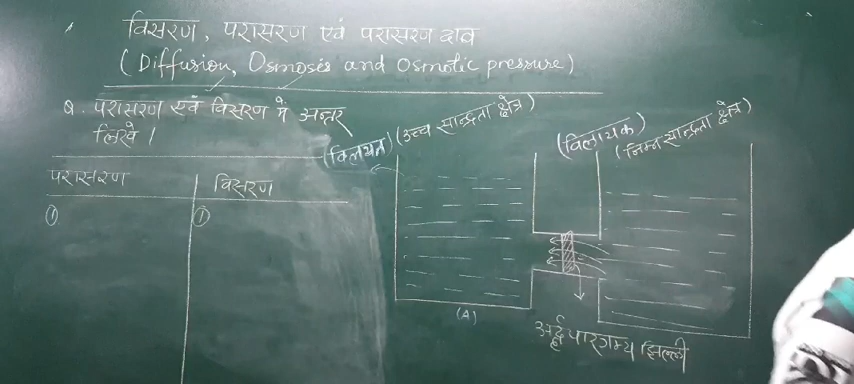 विसरण, परासरण एवं परासरण दाब
(Diffusion, Osmosis and Osmotic pressure)
Q. परासरण एवं विसरण में अन्तर
लिखें।
परासरण विसरण
① ①
(विलयन) (उच्च सान्द्रता क्षेत्र)
(विलायक) (निम्न सान्द्रता क्षेत्र)
(A)
अर्द्धपारगम्य झिल्ली